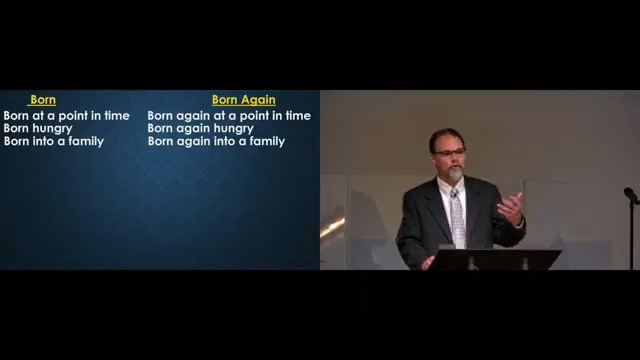 Born
Born Again
Born at a point in time
Born again at a point in time
Born hungry
Born again hungry
Born into a family
Born again into a family